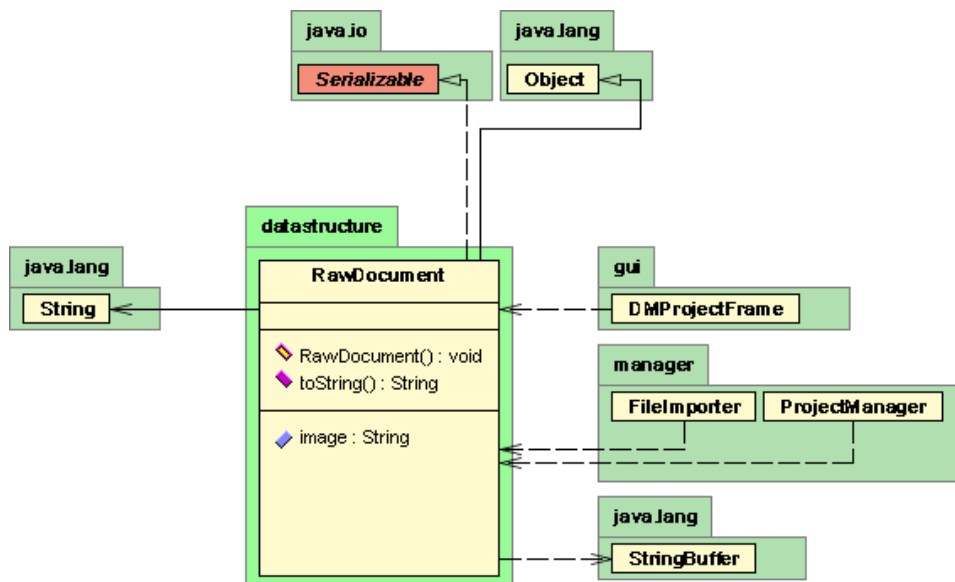 java.io
java.lang
Serializable
Object
datastructure
RawDocument
java.lang
String
gui
DMProjectFrame
RawDocument() : void
toString() : String
manager
FileImporter
ProjectManager
image : String
java.lang
StringBuffer